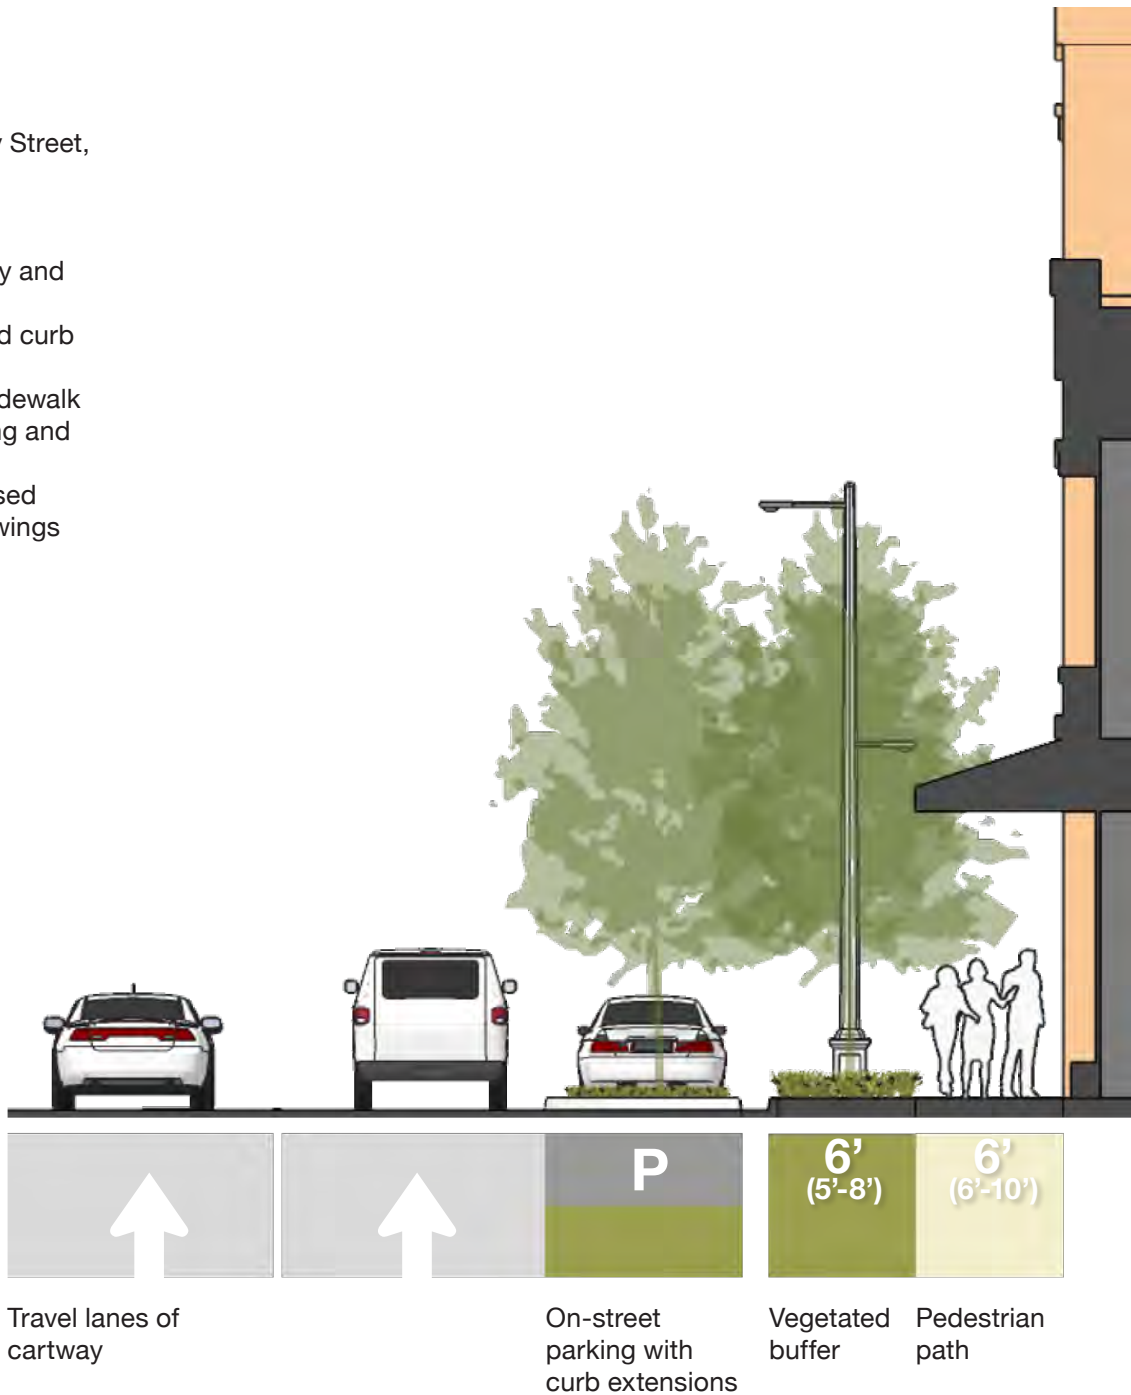 Street,
y and
d curb
dewalk
g and
sed
wings
P
6’
(5’-8’)
6’
(6’-10’)
Travel lanes of
cartway
On-street
parking with
curb extensions
Vegetated
buffer
Pedestrian
path